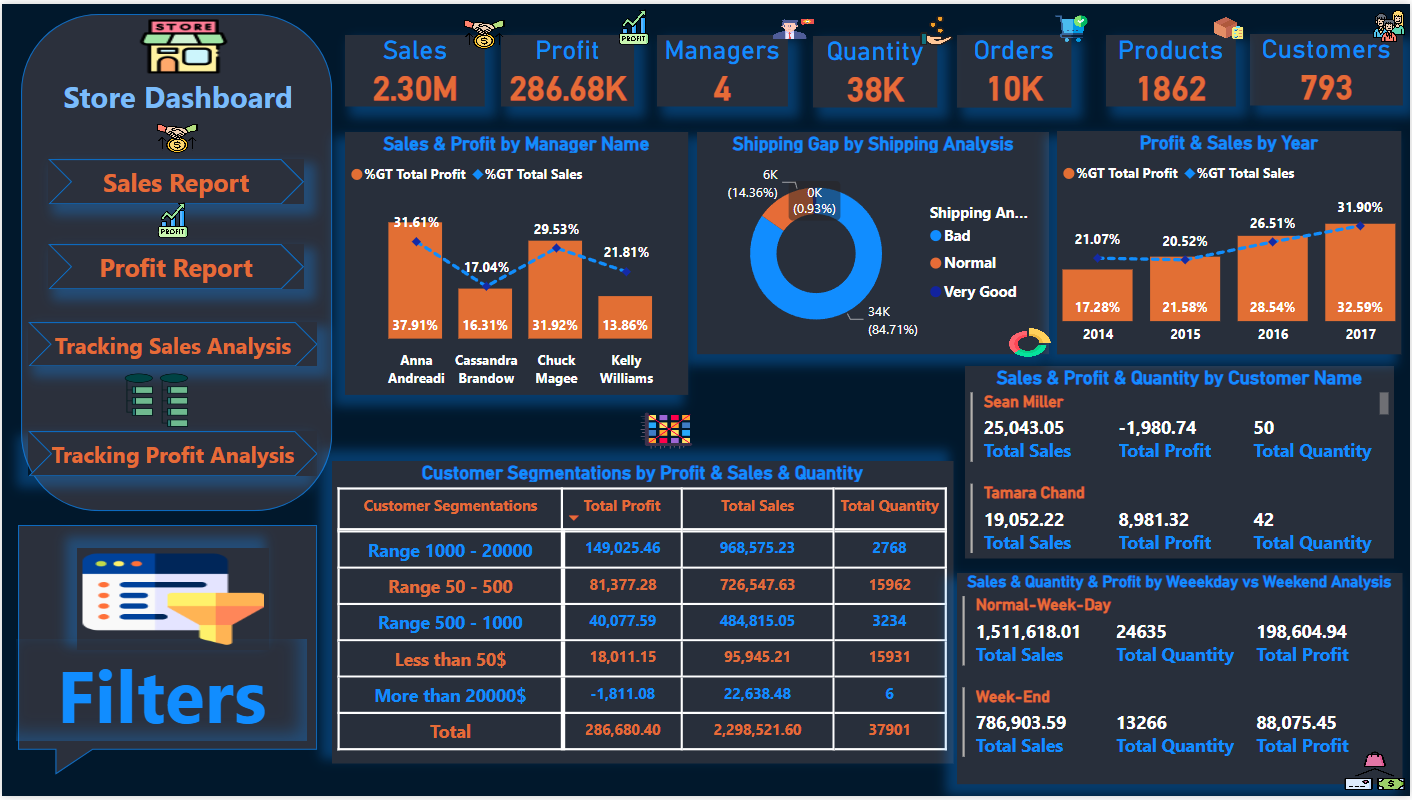 STORE
Store Dashboard
Sales Report
PROFIT
Profit Report
Tracking Sales Analysis
Tracking Profit Analysis
Filters
Sales
2.30M
PROFIT
Profit
286.68K
Managers
4
Quantity
38K
Orders
10K
Products
1862
Customers
793
Sales & Profit by Manager Name
%GT Total Profit %GT Total Sales
31.61%
17.04%
29.53%
21.81%
37.91% 16.31% 31.92% 13.86%
Anna Cassandra Chuck Kelly
Andreadi Brandow Magee Williams
Shipping Gap by Shipping Analysis
6K
(14.36%)
0K
(0.93%)
34K
(84.71%)
Shipping An...
Bad
Normal
Very Good
Profit & Sales by Year
%GT Total Profit %GT Total Sales
21.07% 20.52% 26.51% 31.90%
17.28% 21.58% 28.54% 32.59%
2014 2015 2016 2017
Customer Segmentations by Profit & Sales & Quantity
Customer Segmentations Total Profit Total Sales Total Quantity
Range 1000 - 20000 149,025.46 968,575.23 2768
Range 50 - 500 81,377.28 726,547.63 15962
Range 500 - 1000 40,077.59 484,815.05 3234
Less than 50$ 18,011.15 95,945.21 15931
More than 20000$ -1,811.08 22,638.48 6
Total 286,680.40 2,298,521.60 37901
Sales & Profit & Quantity by Customer Name
Sean Miller
25,043.05 -1,980.74 50
Total Sales Total Profit Total Quantity
Tamara Chand
19,052.22 8,981.32 42
Total Sales Total Profit Total Quantity
Sales & Quantity & Profit by Weeekday vs Weekend Analysis
Normal-Week-Day
1,511,618.01 24635 198,604.94
Total Sales Total Quantity Total Profit
Week-End
786,903.59 13266 88,075.45
Total Sales Total Quantity Total Profit